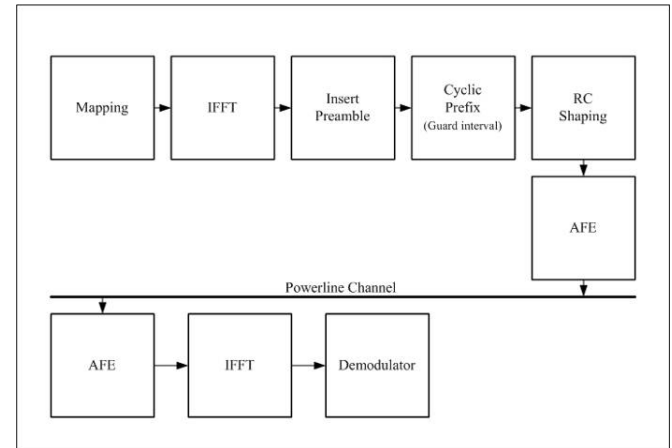 Mapping
IFFT
Insert
Preamble
Cyclic
Prefix
(Guard interval)
RC
Shaping
AFE
Powerline Channel
AFE
IFFT
Demodulator